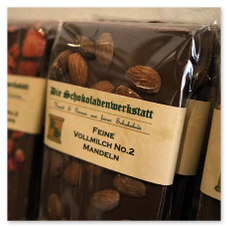 Die Schokoladenwerkstatt
FEINE
VOLLMILCH NO.2
MANDELN